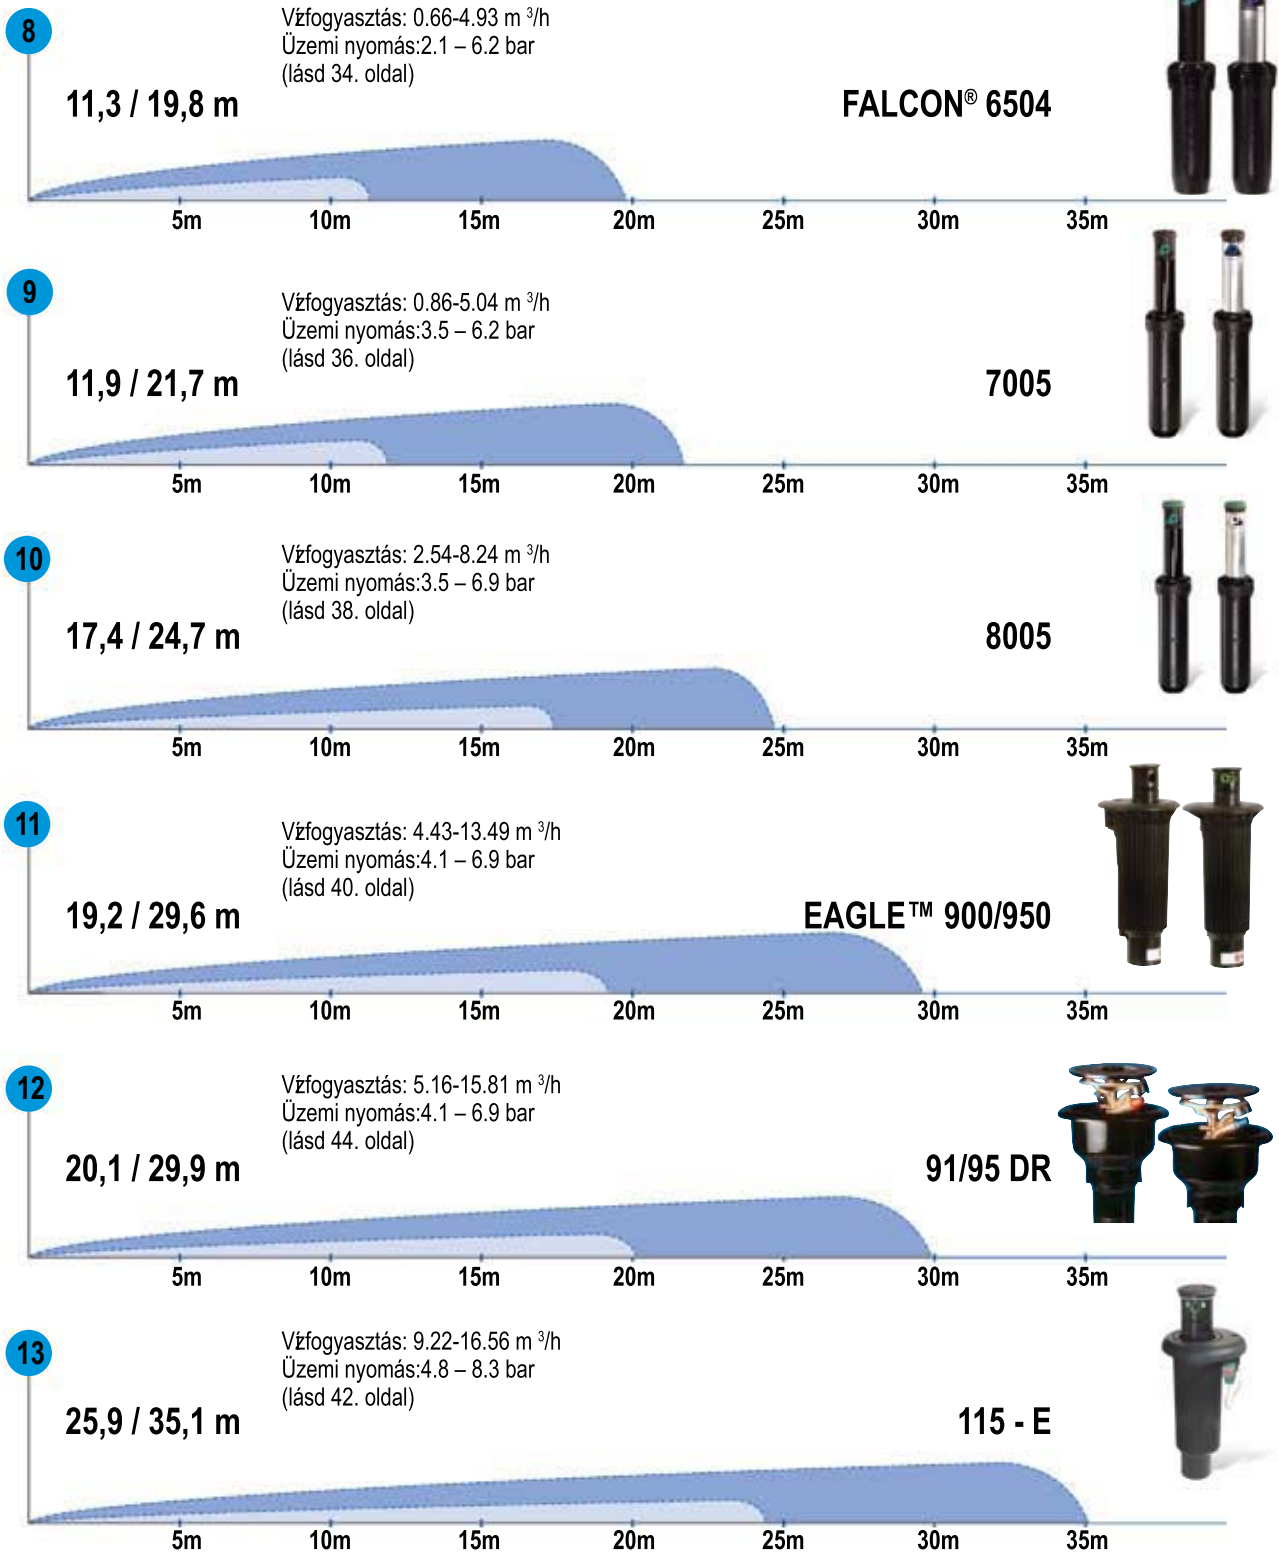 8
Vízfogyasztás: 0.66-4.93 m ³/h
Üzemi nyomás:2.1 – 6.2 bar
(lásd 34. oldal)
11,3 / 19,8 m
FALCON® 6504
5m 10m 15m 20m 25m 30m 35m
9
Vízfogyasztás: 0.86-5.04 m ³/h
Üzemi nyomás:3.5 – 6.2 bar
(lásd 36. oldal)
11,9 / 21,7 m
7005
5m 10m 15m 20m 25m 30m 35m
10
Vízfogyasztás: 2.54-8.24 m ³/h
Üzemi nyomás:3.5 – 6.9 bar
(lásd 38. oldal)
17,4 / 24,7 m
8005
5m 10m 15m 20m 25m 30m 35m
11
Vízfogyasztás: 4.43-13.49 m ³/h
Üzemi nyomás:4.1 – 6.9 bar
(lásd 40. oldal)
19,2 / 29,6 m
EAGLE™ 900/950
5m 10m 15m 20m 25m 30m 35m
12
Vízfogyasztás: 5.16-15.81 m ³/h
Üzemi nyomás:4.1 – 6.9 bar
(lásd 44. oldal)
20,1 / 29,9 m
91/95 DR
5m 10m 15m 20m 25m 30m 35m
13
Vízfogyasztás: 9.22-16.56 m ³/h
Üzemi nyomás:4.8 – 8.3 bar
(lásd 42. oldal)
25,9 / 35,1 m
115 - E
5m 10m 15m 20m 25m 30m 35m